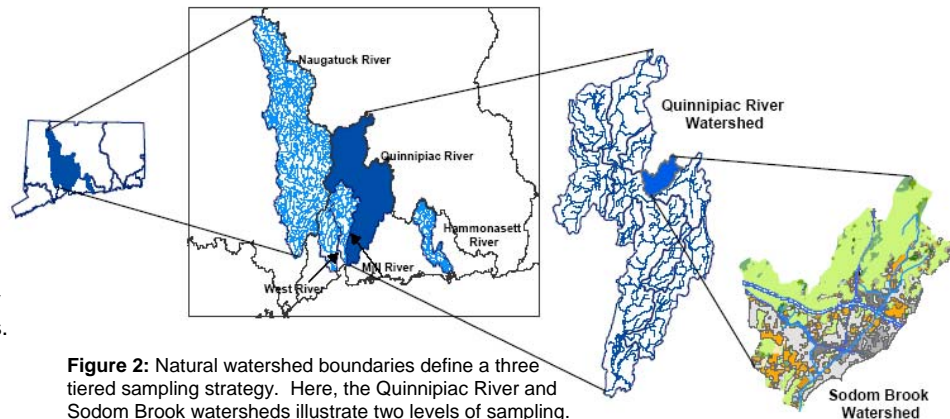 Naugatuck River
Quinnipiac River
Hammonasett
River
Mill River
West River
Quinnipiac River
Watershed
Sodom Brook
Watershed
s.
Figure 2: Natural watershed boundaries define a three
tiered sampling strategy. Here, the Quinnipiac River and
Sodom Brook watersheds illustrate two levels of sampling.